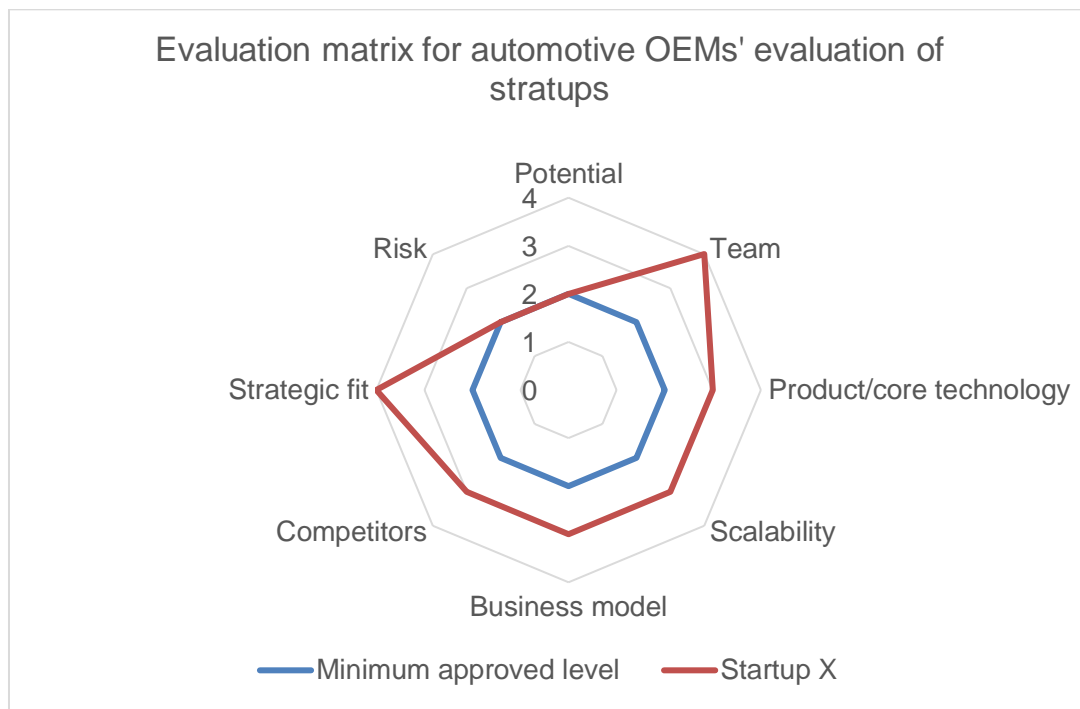 Evaluation matrix for automotive OEMs' evaluation of
stratups
Potential
4
3
2
1
0
Team
Risk
Strategic fit
Product/core technology
Competitors
Scalability
Business model
Minimum approved level
Startup X